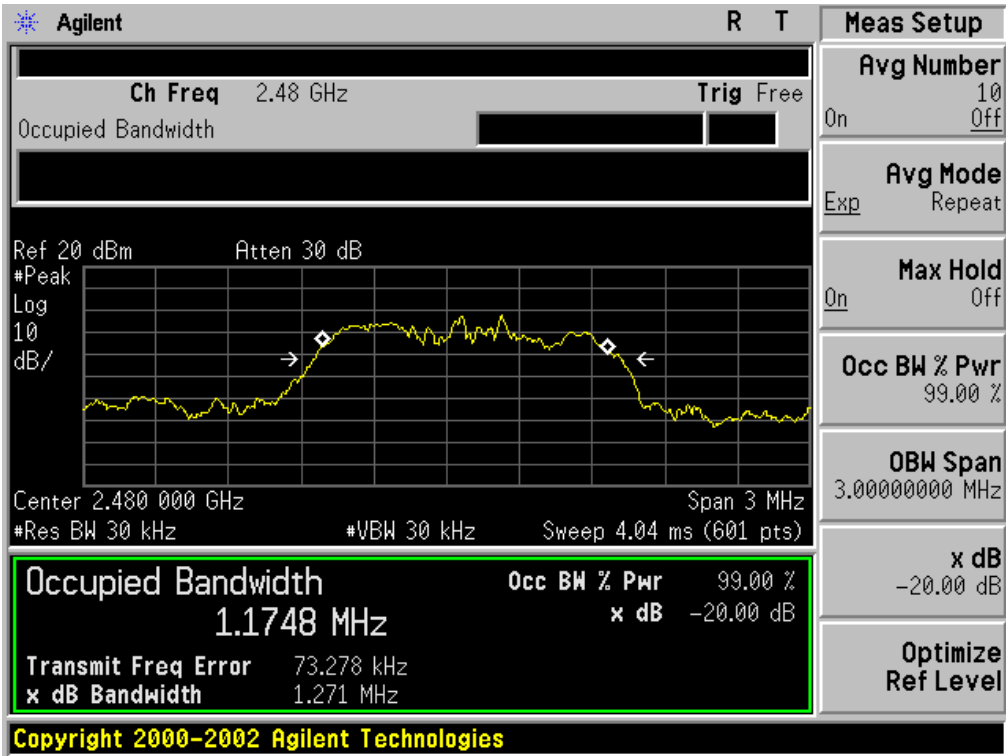 Agilent R T
Ch Freq 2.48 GHz Trig Free
Occupied Bandwidth
Ref 20 dBm Atten 30 dB
#Peak
Log
10
dB/
Center 2.480 000 GHz Span 3 MHz
#Res BW 30 kHz #VBW 30 kHz Sweep 4.04 ms (601 pts)
Occupied Bandwidth Occ BW % Pwr 99.00 %
1.1748 MHz x dB -20.00 dB
Transmit Freq Error 73.278 kHz
x dB Bandwidth 1.271 MHz
Copyright 2000-2002 Agilent Technologies
Meas Setup
Avg Number
10
On Off
Avg Mode
Exp Repeat
Max Hold
On Off
Occ BW % Pwr
99.00 %
OBW Span
3.00000000 MHz
x dB
-20.00 dB
Optimize
Ref Level